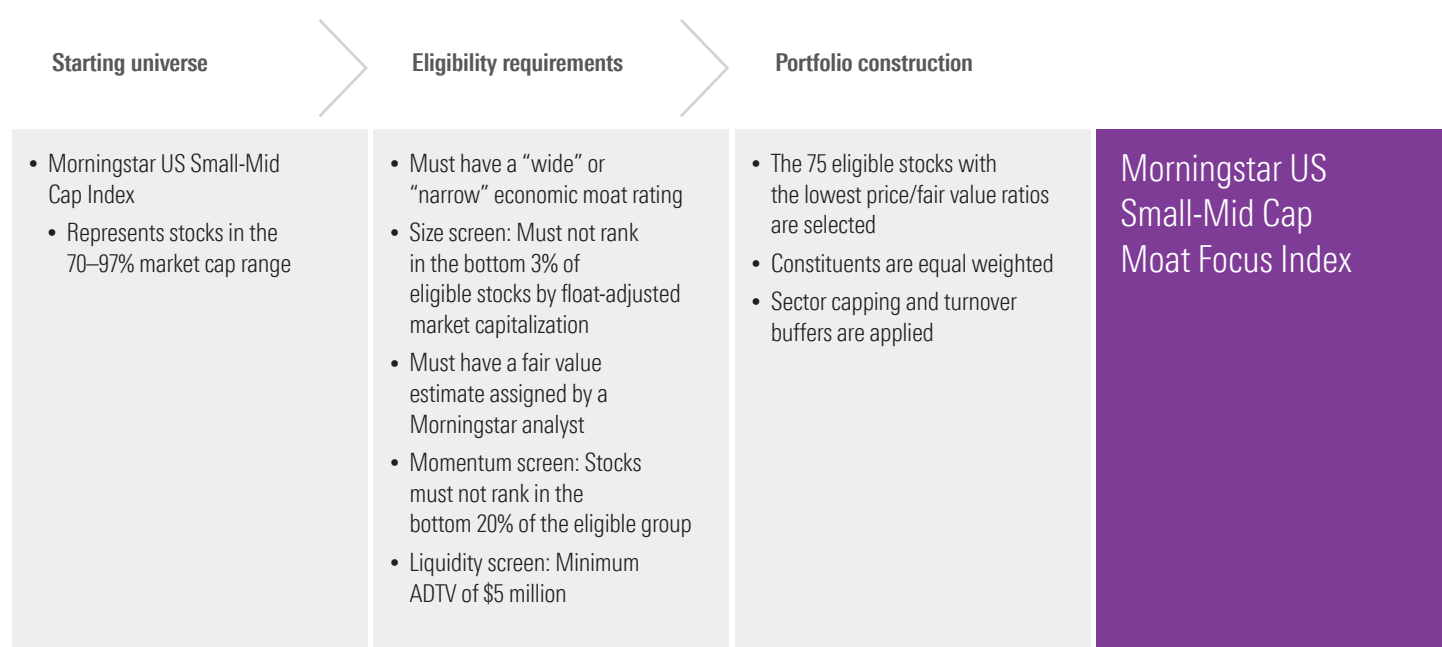 Starting universe
Eligibility requirements
Portfolio construction
• Morningstar US Small-Mid
Cap Index
• Represents stocks in the
70–97% market cap range
• Must have a “wide” or
“narrow” economic moat rating
• Size screen: Must not rank
in the bottom 3% of
eligible stocks by float-adjusted
market capitalization
• Must have a fair value
estimate assigned by a
Morningstar analyst
• Momentum screen: Stocks
must not rank in the
bottom 20% of the eligible group
• Liquidity screen: Minimum
ADTV of $5 million
• The 75 eligible stocks with
the lowest price/fair value ratios
are selected
• Constituents are equal weighted
• Sector capping and turnover
buffers are applied
Morningstar US
Small-Mid Cap
Moat Focus Index